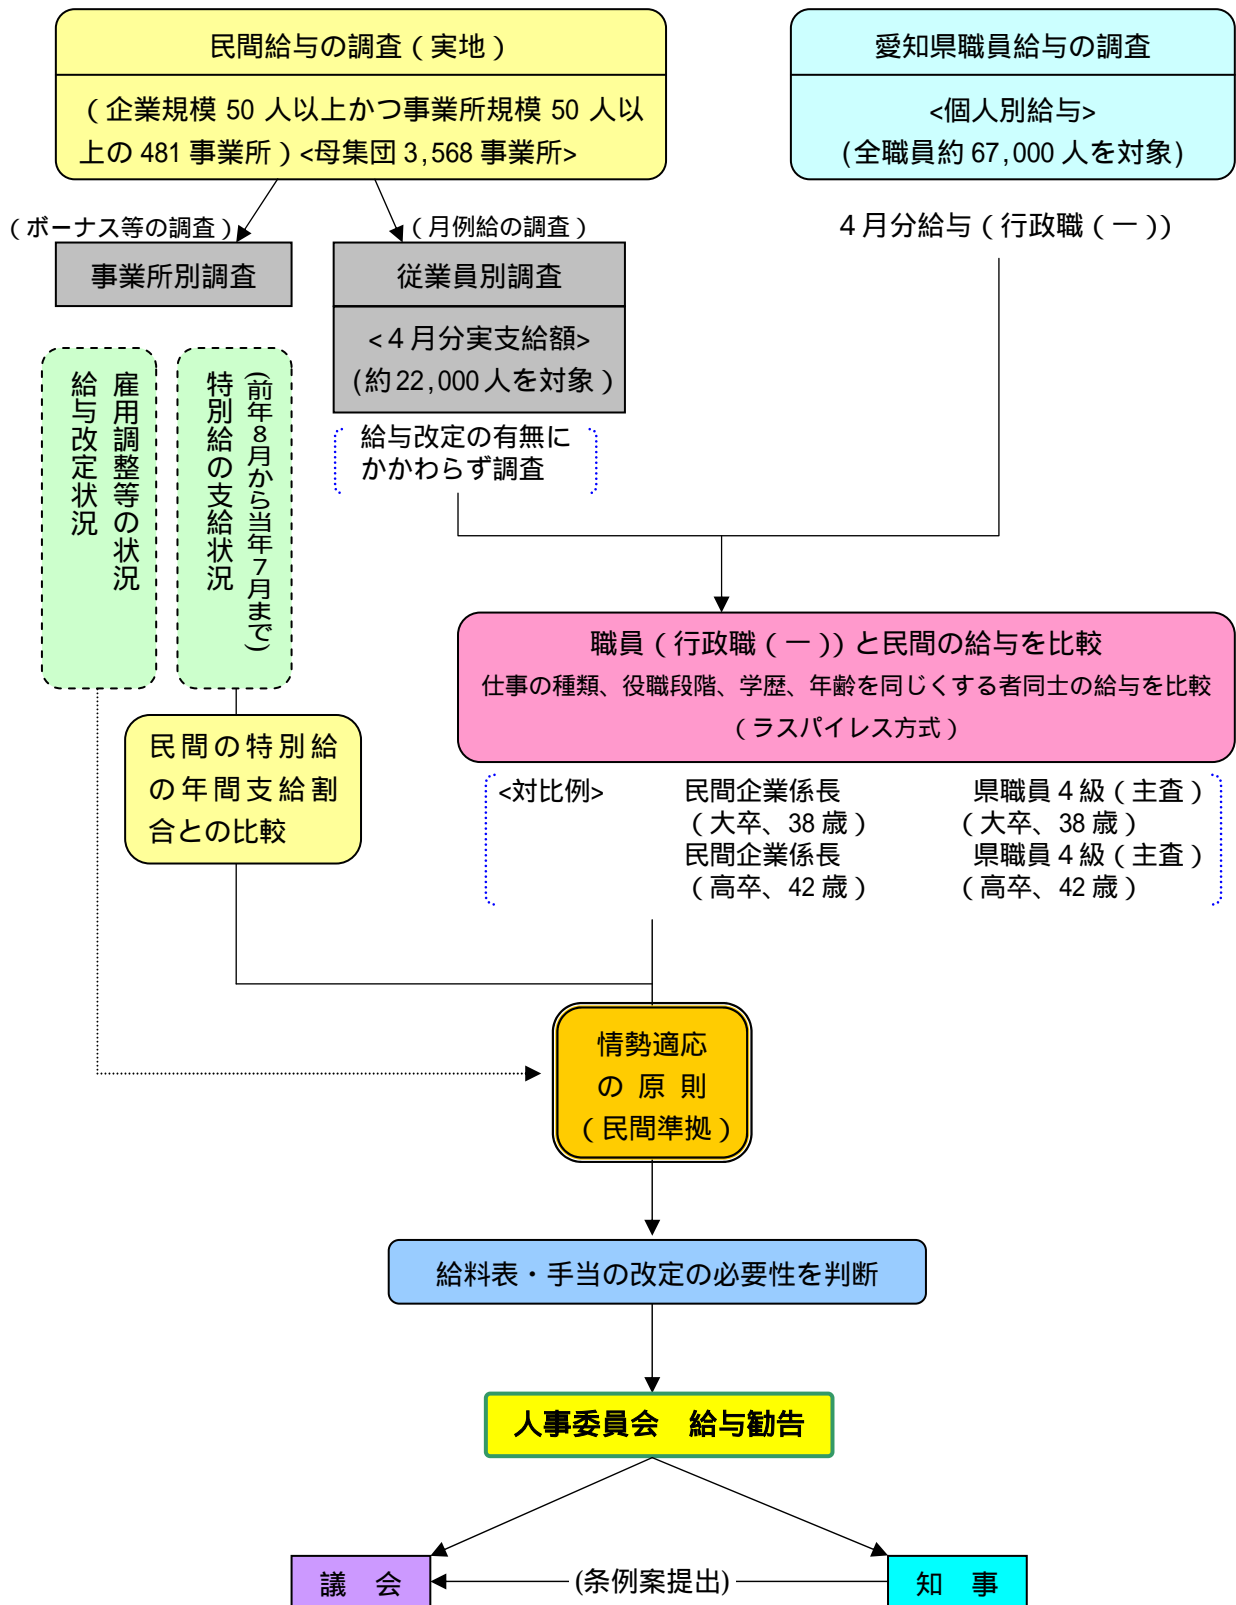 民間給与の調査（実地）
（企業規模 50 人以上かつ事業所規模 50 人以
上の 481 事業所）<母集団 3,568 事業所>
愛知県職員給与の調査
<個人別給与>
(全職員約 67,000 人を対象)
（ボーナス等の調査）
（月例給の調査）
４月分給与（行政職（一））
事業所別調査
従業員別調査
<４月分実支給額>
(約 22,000 人を対象）
給与改定の有無に
かかわらず調査
雇用調整等の状況
給与改定状況
(前年８月から当年７月まで)
特別給の支給状況
職員（行政職（一））と民間の給与を比較
仕事の種類、役職段階、学歴、年齢を同じくする者同士の給与を比較
（ラスパイレス方式）
民間の特別給
の年間支給割
合との比較
<対比例> 民間企業係長 県職員４級（主査）
（大卒、38 歳） （大卒、38 歳）
民間企業係長 県職員４級（主査）
（高卒、42 歳） （高卒、42 歳）
情勢適応
の 原 則
（民間準拠）
給料表・手当の改定の必要性を判断
人事委員会　給与勧告
議　会
(条例案提出)
知　事